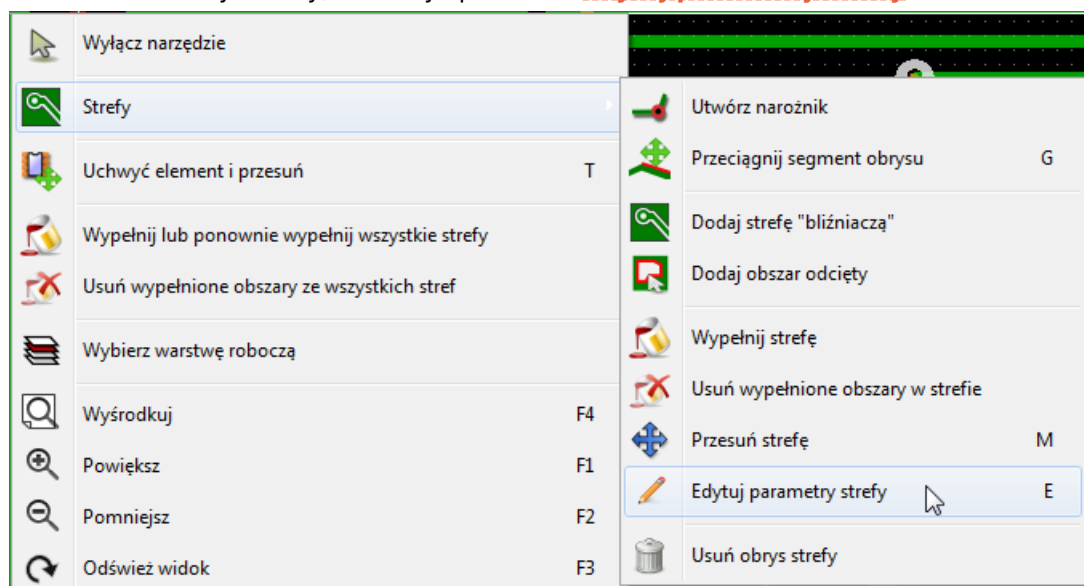 Wyłącz narzędzie
Strefy
Uchwyć element i przesuń T
Wypełnij lub ponownie wypełnij wszystkie strefy
Usuń wypełnione obszary ze wszystkich stref
Wybierz warstwę roboczą
Wyśrodkuj F4
Powiększ F1
Pomniejsz F2
Odśwież widok F3
Utwórz narożnik
Przeciągnij segment obrysu G
Dodaj strefę "bliźniaczą"
Dodaj obszar odcięty
Wypełnij strefę
Usuń wypełnione obszary w strefie
Przesuń strefę M
Edytuj parametry strefy E
Usuń obrys strefy